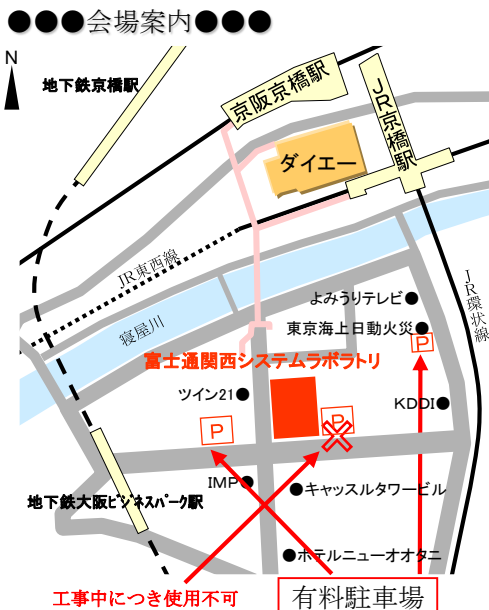 ●●●会場案内●●●
N
地下鉄京橋駅
京阪京橋駅
JR京橋駅
ダイエー
JR東西線
JR環状線
寝屋川
よみうりテレビ●
東京海上日動火災●
P
富士通関西システムラボラトリ
ツイン21●
KDDI●
P
P
IMP●
●キャッスルタワービル
地下鉄大阪ビジネスパーク駅
●ホテルニューオオタニ
工事中につき使用不可
有料駐車場